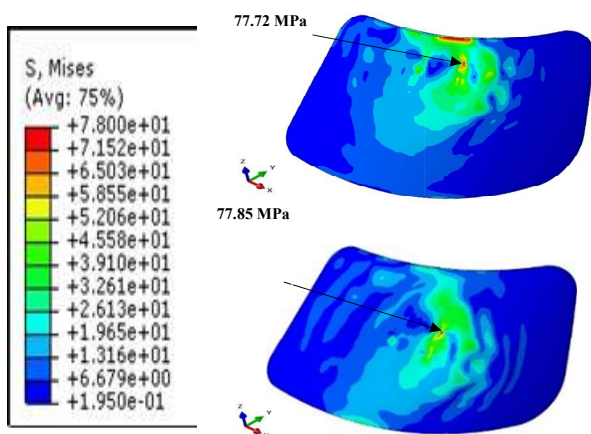 S, Mises
(Avg: 75%)
+7.800e+01
+7.152e+01
+6.503e+01
+5.855e+01
+5.206e+01
+4.558e+01
+3.910e+01
+3.261e+01
+2.613e+01
+1.965e+01
+1.316e+01
+6.679e+00
+1.950e-01
77.72 MPa
Z
Y
X
77.85 MPa
Z
Y
X